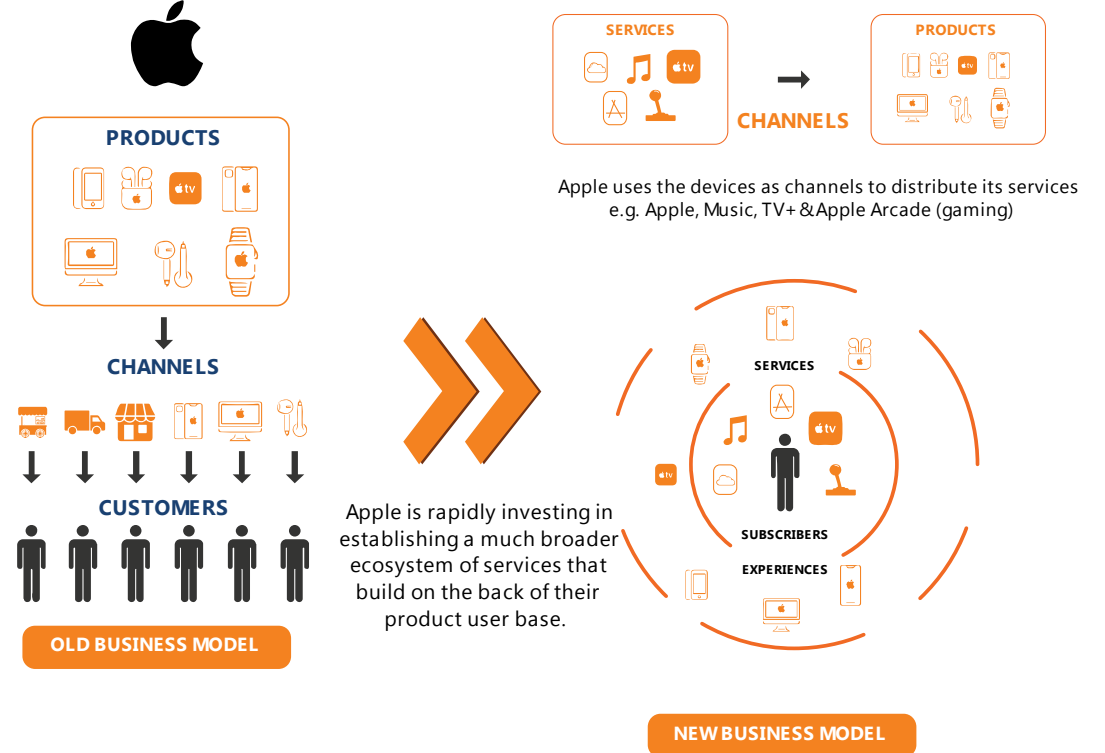 PRODUCTS
tv
CHANNELS
CUSTOMERS
OLD BUSINESS MODEL
Apple is rapidly investing in
establishing a much broader
ecosystem of services that
build on the back of their
product user base.
SERVICES
tv
CHANNELS
PRODUCTS
tv
Apple uses the devices as channels to distribute its services
e.g. Apple, Music, TV+ &Apple Arcade (gaming)
SERVICES
tv
tv
SUBSCRIBERS
EXPERIENCES
NEW BUSINESS MODEL